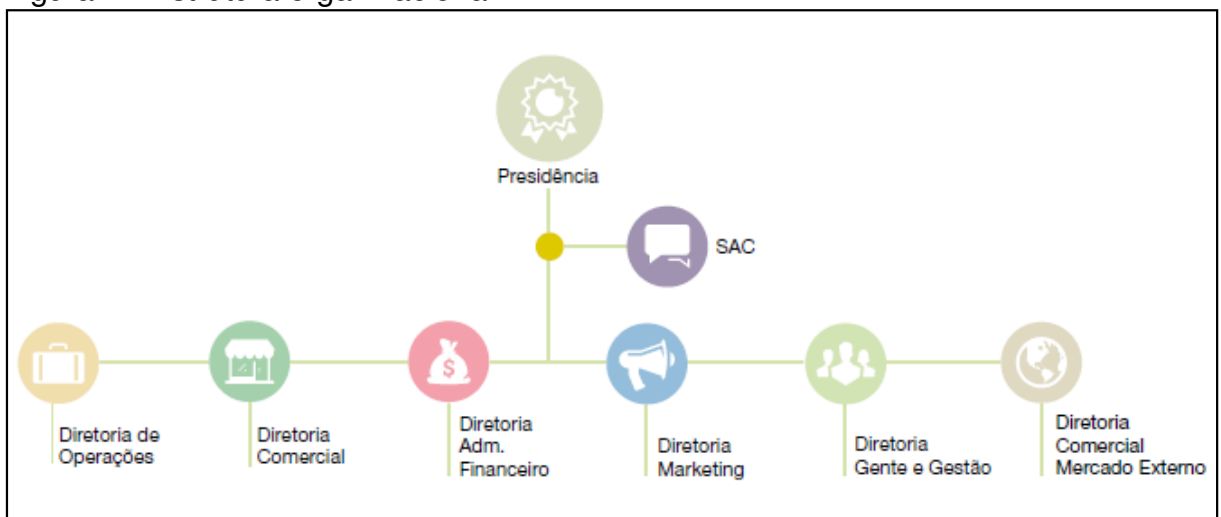 Presidência
SAC
Diretoria de
Operações
Diretoria
Comercial
Diretoria
Adm.
Financeiro
Diretoria
Marketing
Diretoria
Gente e Gestão
Diretoria
Comercial
Mercado Externo
$